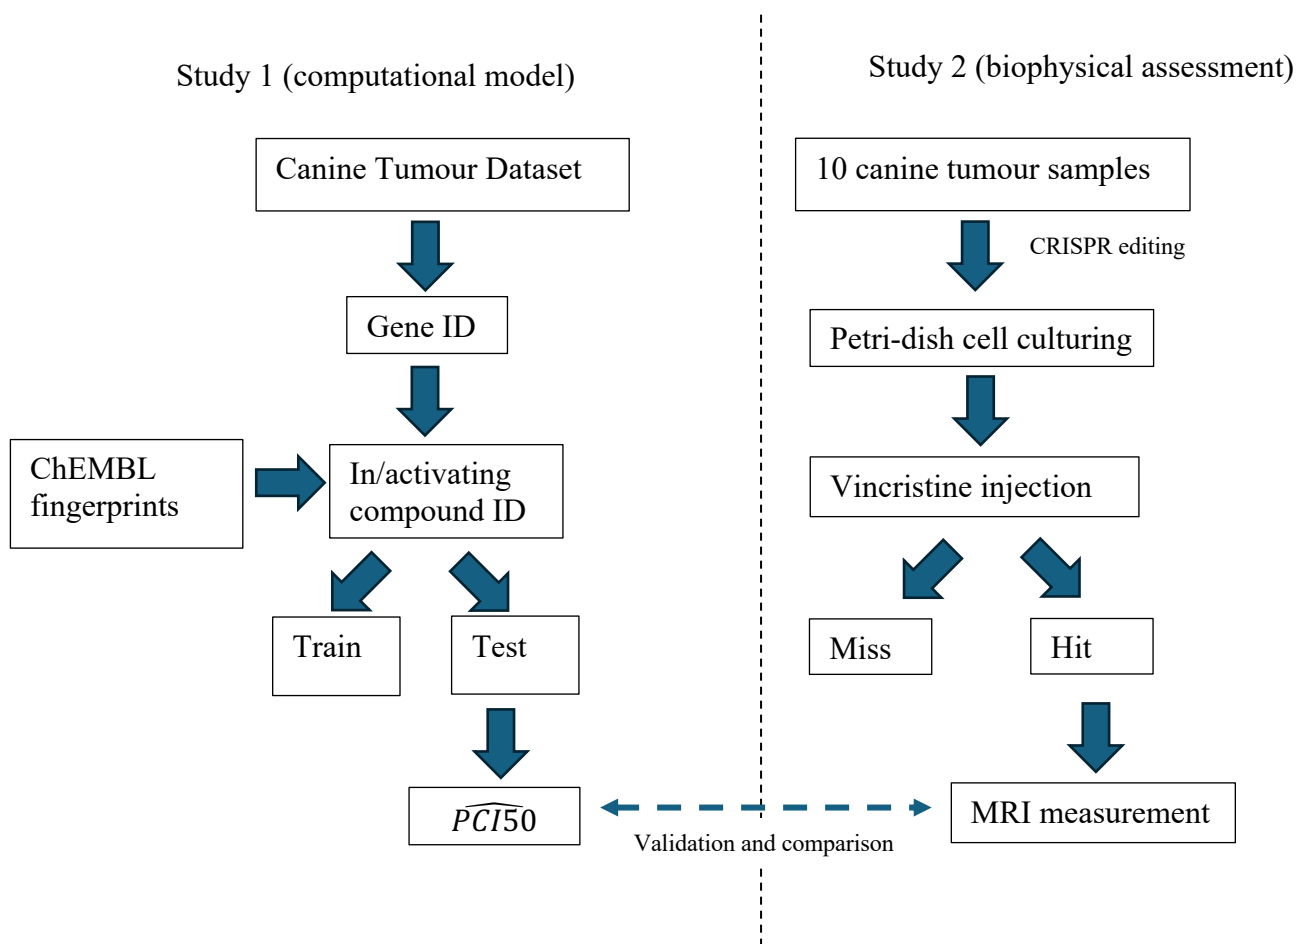 Study 1 (computational model)
Canine Tumour Dataset
Gene ID
ChEMBL
fingerprints
In/activating
compound ID
Train
Test
$\widehat{PCI50}$
Validation and comparison
Study 2 (biophysical assessment)
10 canine tumour samples
CRISPR editing
Petri-dish cell culturing
Vincristine injection
Miss
Hit
MRI measurement